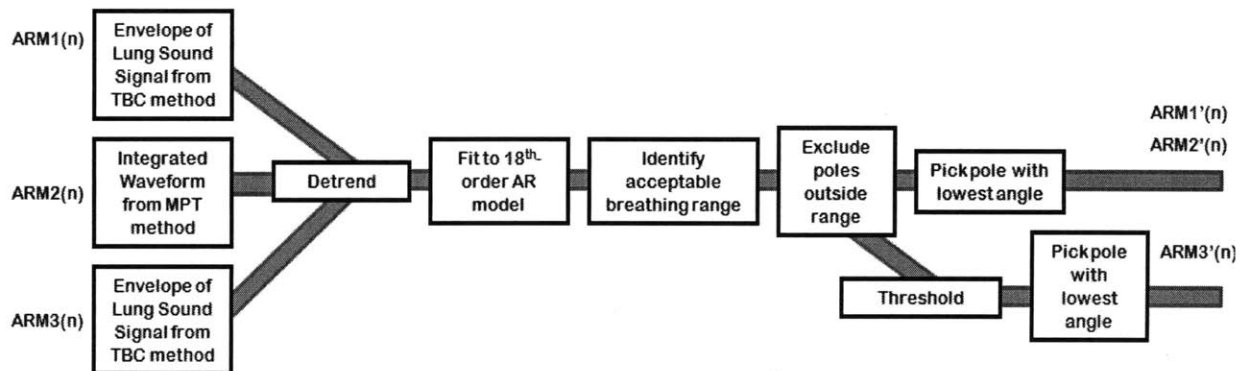 ARM1(n)
Envelope of
Lung Sound
Signal from
TBC method
ARM2(n)
Integrated
Waveform
from MPT
method
ARM3(n)
Envelope of
Lung Sound
Signal from
TBC method
Detrend
Fit to 18th-
order AR
model
Identify
acceptable
breathing range
Exclude
poles
outside
range
Pick pole with
lowest angle
ARM1'(n)
ARM2'(n)
Threshold
Pick pole
with
lowest
angle
ARM3'(n)